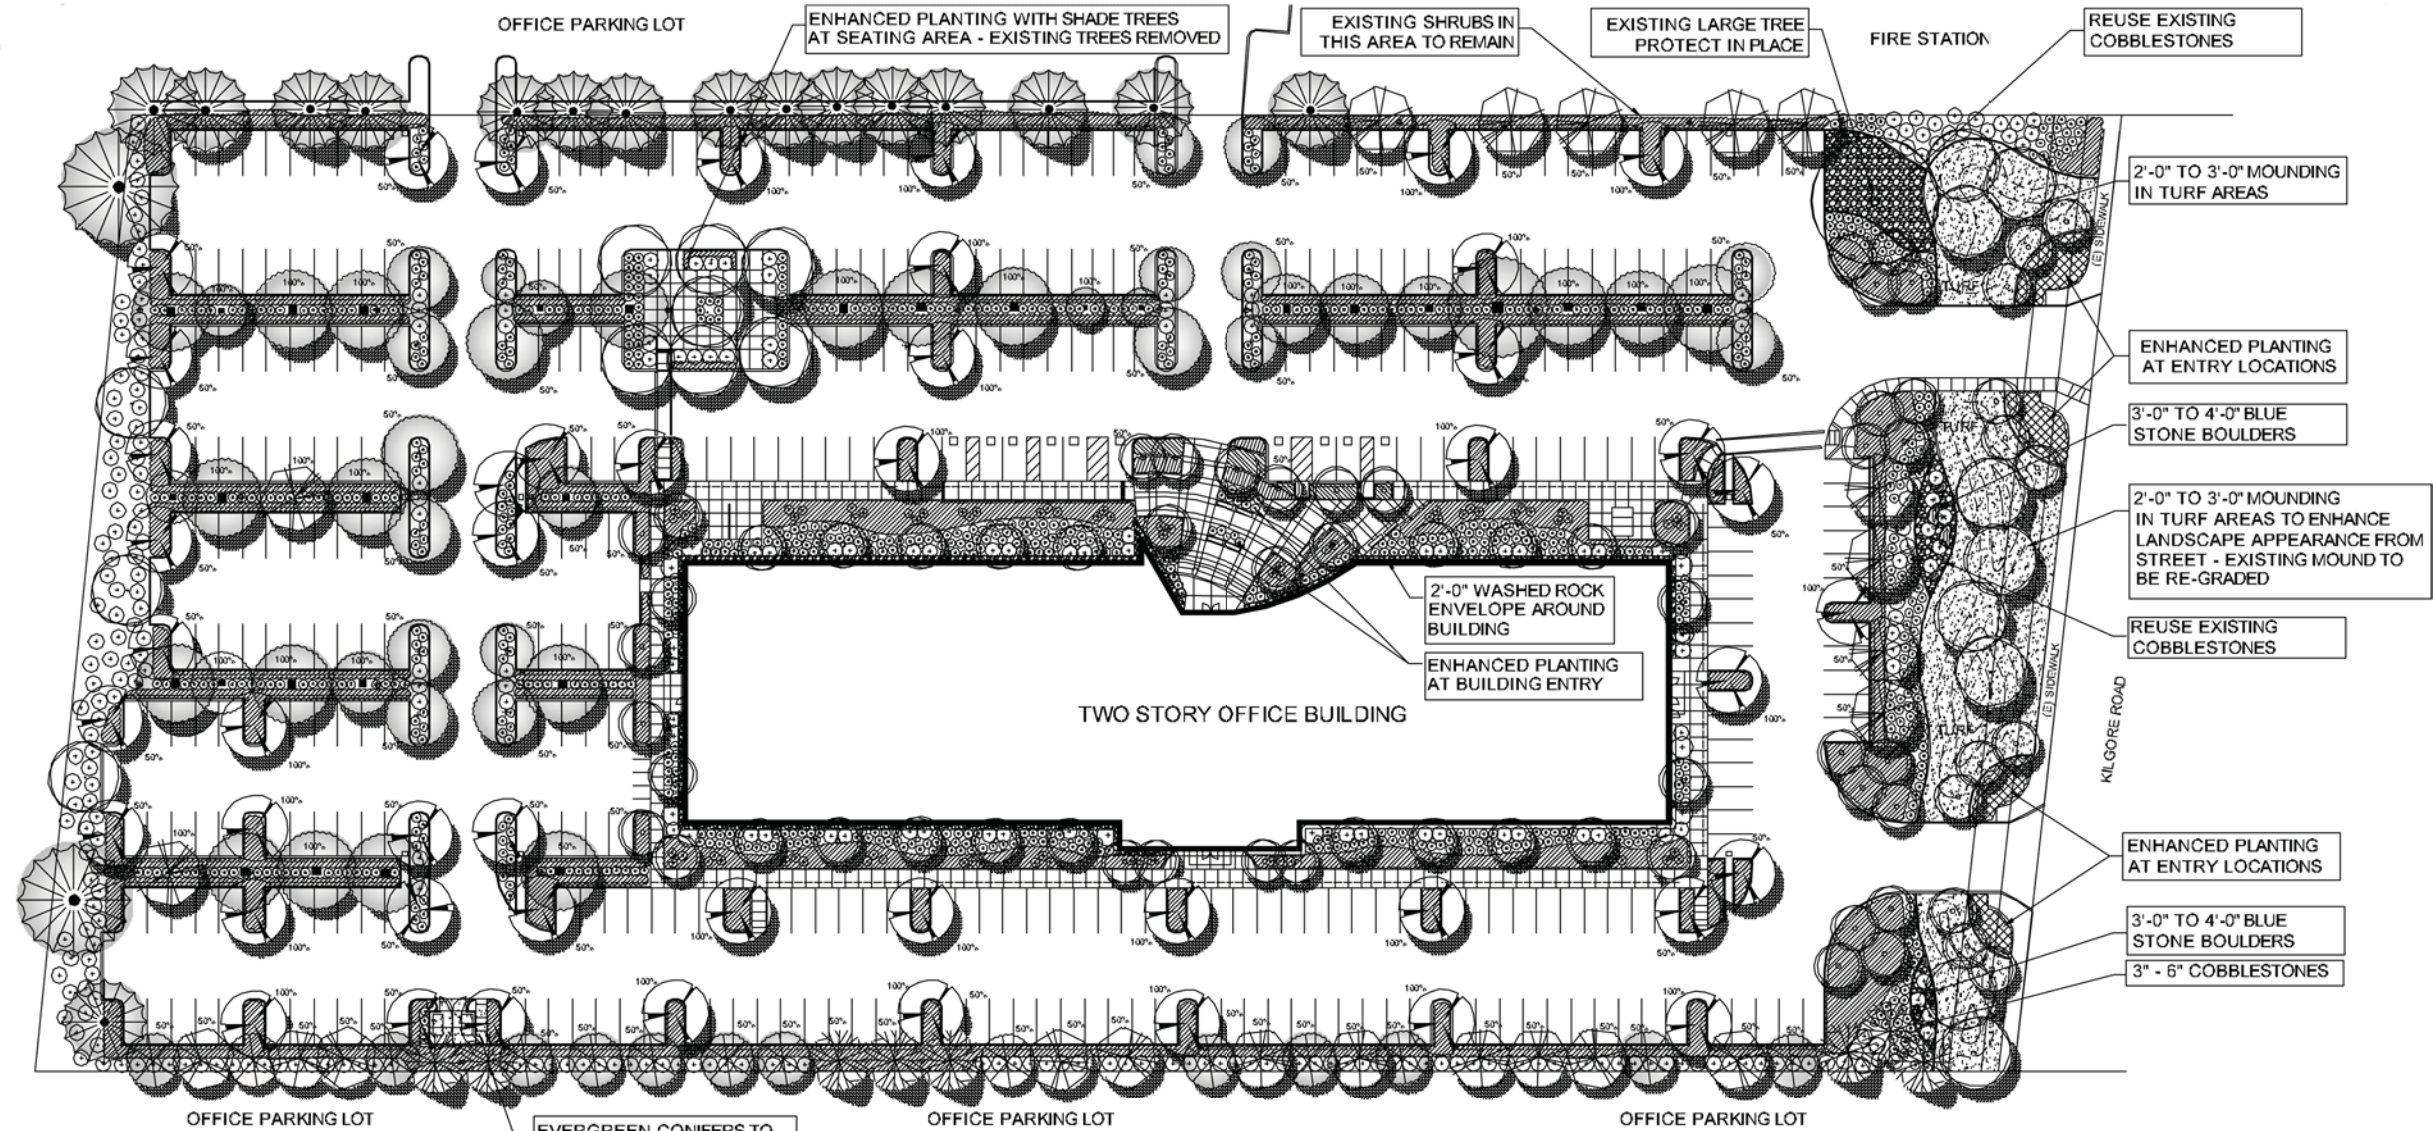 OFFICE PARKING LOT
ENHANCED PLANTING WITH SHADE TREES
AT SEATING AREA - EXISTING TREES REMOVED
EXISTING SHRUBS IN
THIS AREA TO REMAIN
EXISTING LARGE TREE
PROTECT IN PLACE
FIRE STATION
REUSE EXISTING
COBBLESTONES
2'-0" TO 3'-0" MOUNDING
IN TURF AREAS
(E) SIDEWALK
TURF
ENHANCED PLANTING
AT ENTRY LOCATIONS
3'-0" TO 4'-0" BLUE
STONE BOULDERS
TURF
2'-0" TO 3'-0" MOUNDING
IN TURF AREAS TO ENHANCE
LANDSCAPE APPEARANCE FROM
STREET - EXISTING MOUND TO
BE RE-GRADED
2'-0" WASHED ROCK
ENVELOPE AROUND
BUILDING
REUSE EXISTING
COBBLESTONES
ENHANCED PLANTING
AT BUILDING ENTRY
(E) SIDEWALK
KILGORE ROAD
TWO STORY OFFICE BUILDING
TURF
ENHANCED PLANTING
AT ENTRY LOCATIONS
3'-0" TO 4'-0" BLUE
STONE BOULDERS
3" - 6" COBBLESTONES
OFFICE PARKING LOT
EVERGREEN CONIFERS TO
OFFICE PARKING LOT
OFFICE PARKING LOT